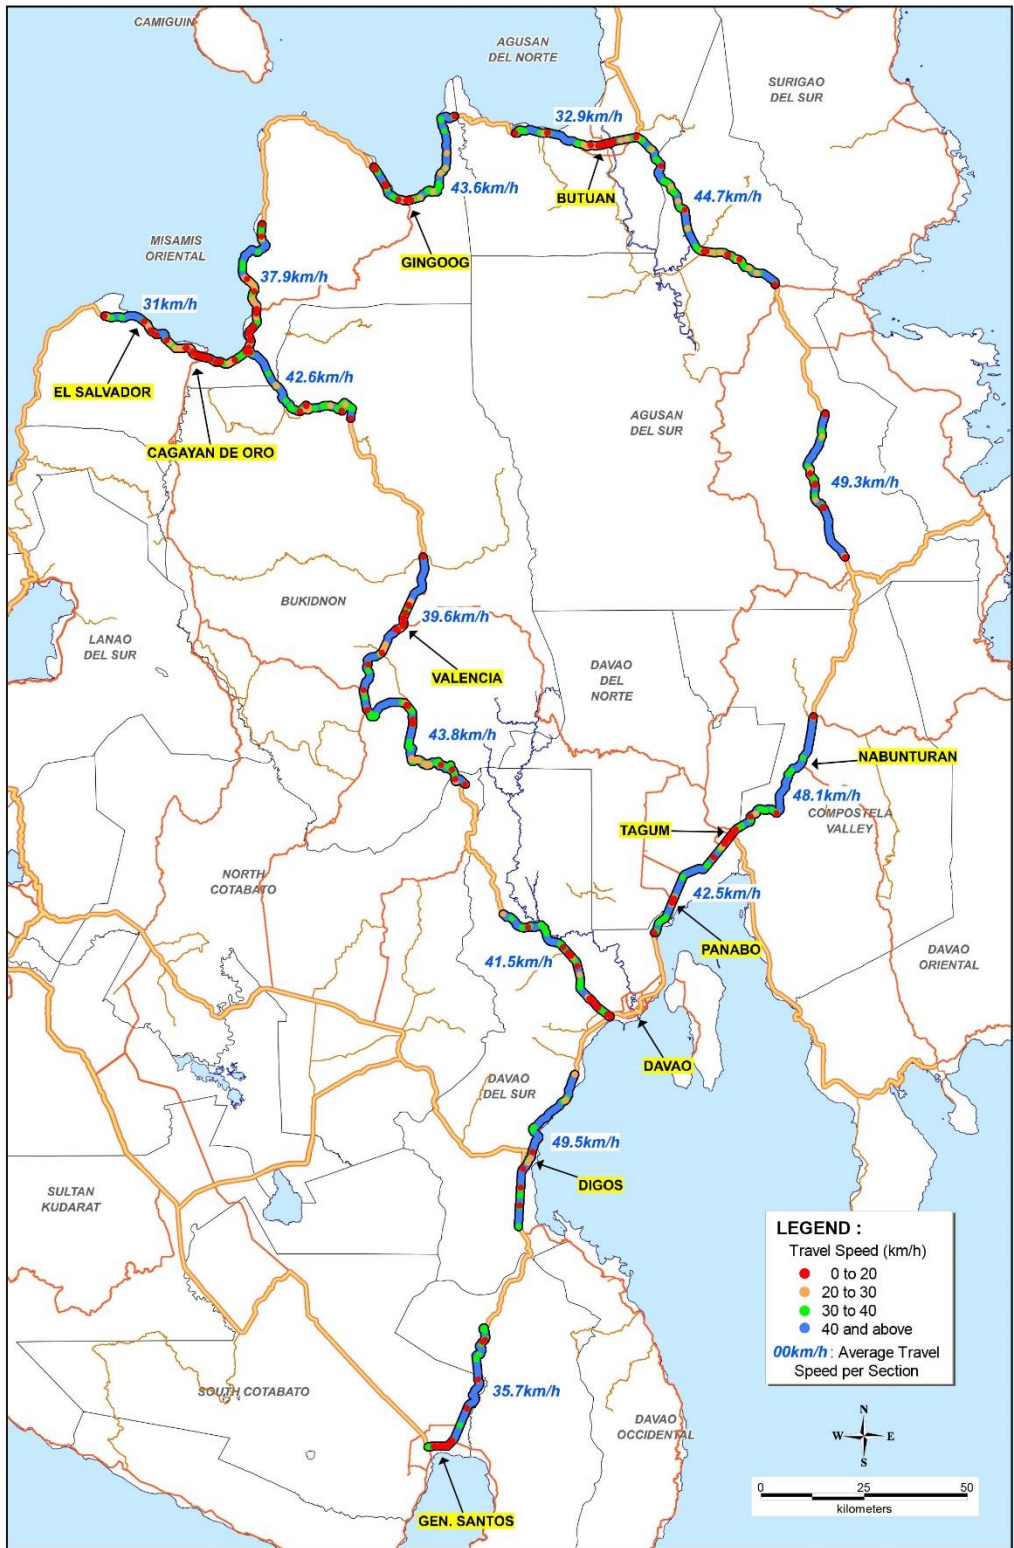 CAMIGUIN
AGUSAN
DEL NORTE
SURIGAO
DEL SUR
32.9km/h
BUTUAN
43.6km/h
44.7km/h
GINGOOG
MISAMIS
ORIENTAL
37.9km/h
31km/h
EL SALVADOR
42.6km/h
CAGAYAN DE ORO
AGUSAN
DEL SUR
49.3km/h
BUKIDNON
39.6km/h
LANAO
DEL SUR
VALENCIA
DAVAO
DEL
NORTE
43.8km/h
NABUNTURAN
48.1km/h
COMPOSTELA
VALLEY
TAGUM
NORTH
COTABATO
42.5km/h
PANABO
DAVAO
ORIENTAL
41.5km/h
DAVAO
DAVAO
DEL SUR
49.5km/h
DIGOS
SULTAN
KUDARAT
LEGEND :
Travel Speed (km/h)
0 to 20
20 to 30
30 to 40
40 and above
00km/h : Average Travel
Speed per Section
35.7km/h
SOUTH COTABATO
DAVAO
OCCIDENTAL
GEN. SANTOS
N
W E
S
0 25 50
kilometers